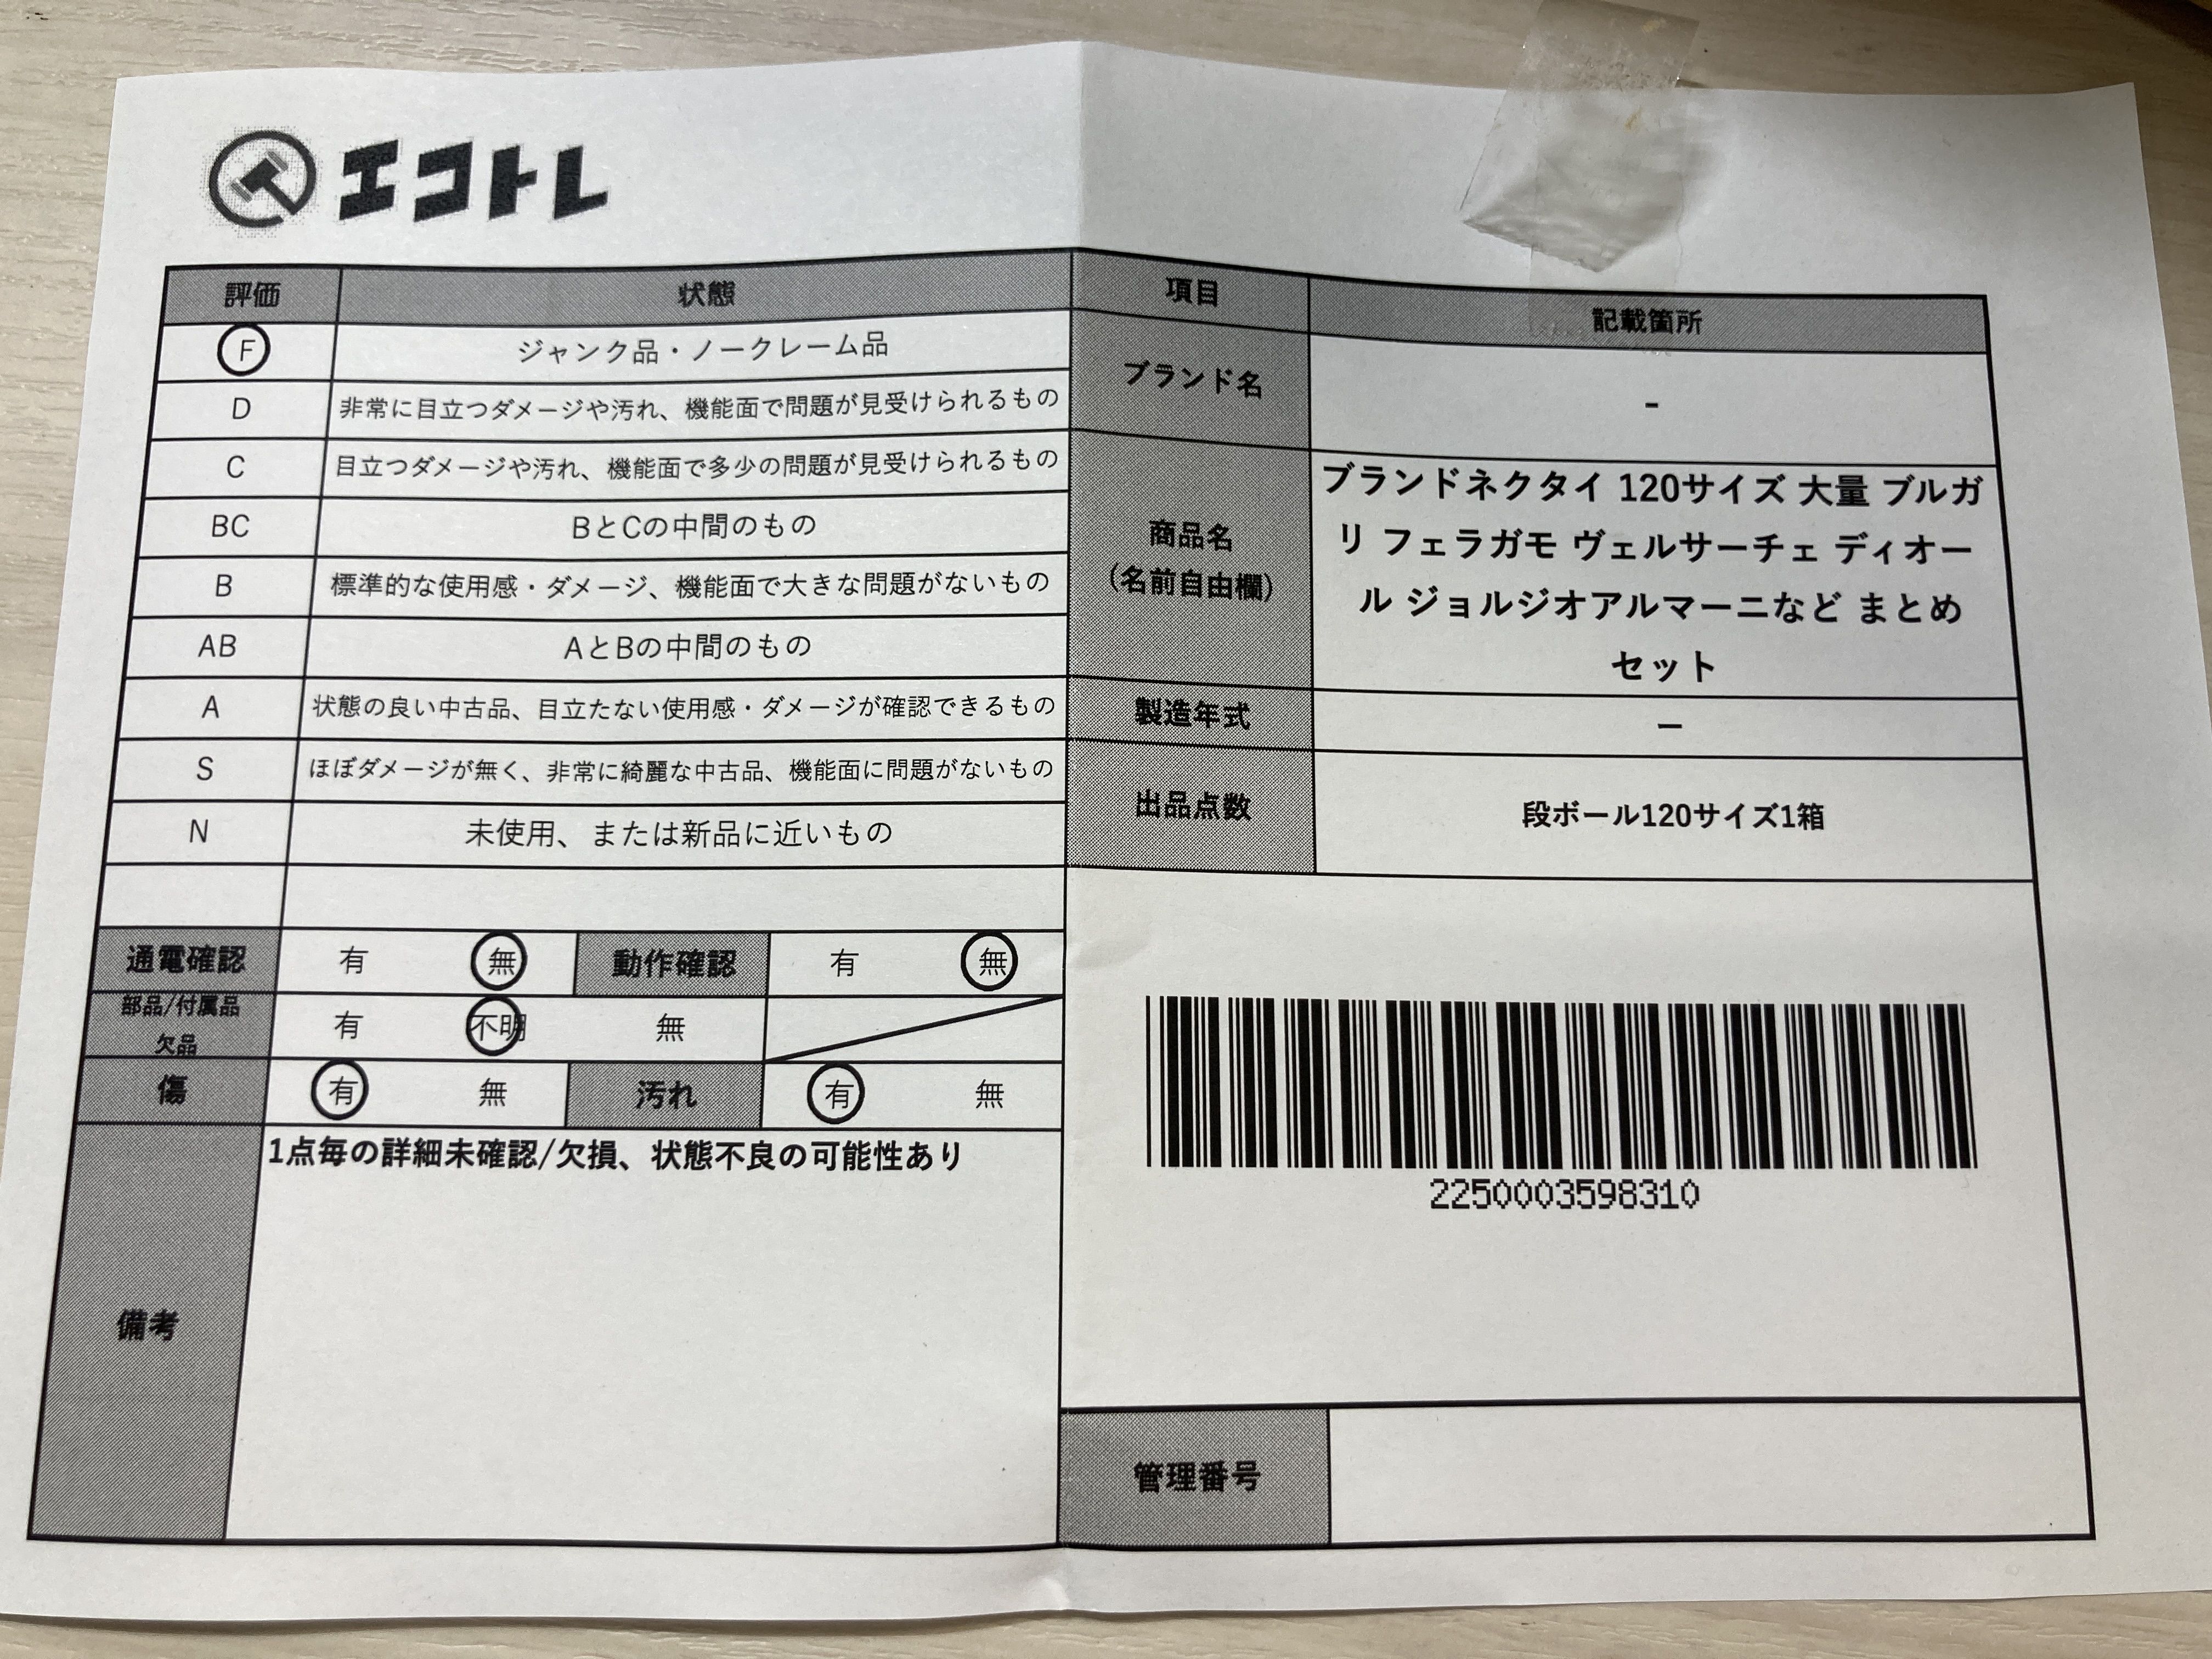 エコトレ
評価 状態
F ジャンク品・ノークレーム品
D 非常に目立つダメージや汚れ、機能面で問題が見受けられるもの
C 目立つダメージや汚れ、機能面で多少の問題が見受けられるもの
BC BとCの中間のもの
B 標準的な使用感・ダメージ、機能面で大きな問題がないもの
AB AとBの中間のもの
A 状態の良い中古品、目立たない使用感・ダメージが確認できるもの
S ほぼダメージが無く、非常に綺麗な中古品、機能面に問題がないもの
N 未使用、または新品に近いもの
通電確認 有 無 動作確認 有 無
部品/付属品
欠品
有 不明 無
傷 有 無 汚れ 有 無
備考
1点毎の詳細未確認/欠損、状態不良の可能性あり
項目 記載箇所
ブランド名 -
商品名
(名前自由欄)
ブランドネクタイ 120サイズ 大量 ブルガ
リ フェラガモ ヴェルサーチェ ディオー
ル ジョルジオアルマーニなど まとめ
セット
製造年式 ー
出品点数 段ボール120サイズ1箱
2250003598310
管理番号